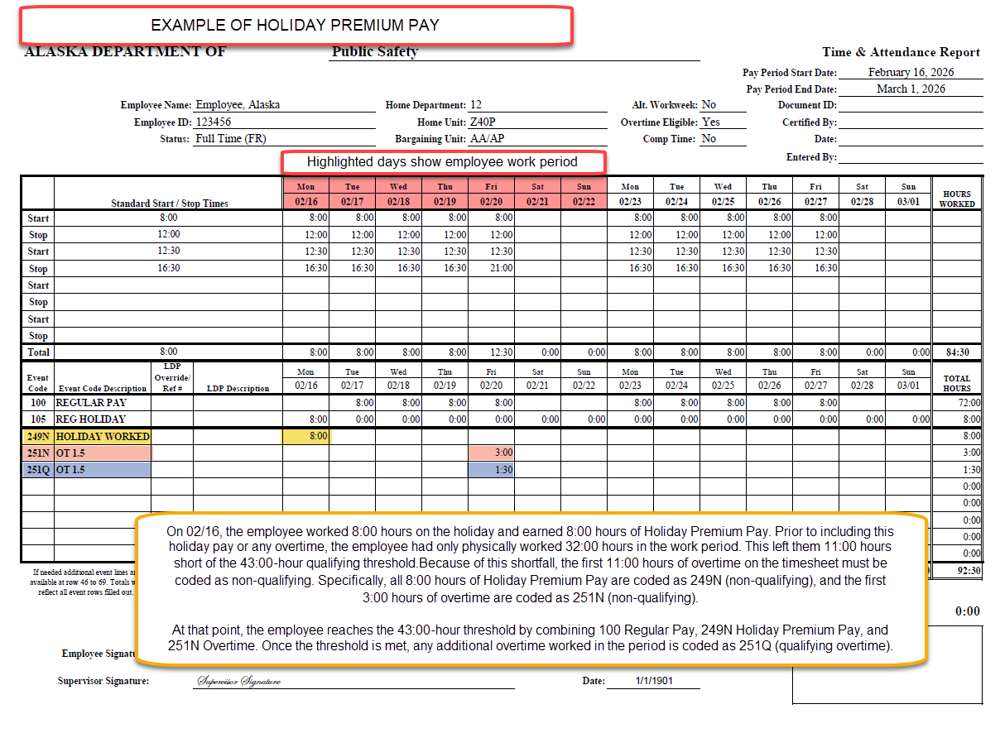 EXAMPLE OF HOLIDAY PREMIUM PAY
ALASKA DEPARTMENT OF Public Safety Time & Attendance Report
Pay Period Start Date: February 16, 2026
Pay Period End Date: March 1, 2026
Employee Name: Employee, Alaska Home Department: 12 Alt. Workweek: No Document ID:
Employee ID: 123456 Home Unit: Z40P Overtime Eligible: Yes Certified By:
Status: Full Time (FR) Bargaining Unit: AA/AP Comp Time: No Date:
Entered By:
Highlighted days show employee work period
Mon Tue Wed Thu Fri Sat Sun Mon Tue Wed Thu Fri Sat Sun
Standard Start / Stop Times 02/16 02/17 02/18 02/19 02/20 02/21 02/22 02/23 02/24 02/25 02/26 02/27 02/28 03/01 HOURS WORKED
Start 8:00 8:00 8:00 8:00 8:00 8:00 8:00 8:00 8:00 8:00 8:00
Stop 12:00 12:00 12:00 12:00 12:00 12:00 12:00 12:00 12:00 12:00 12:00
Start 12:30 12:30 12:30 12:30 12:30 12:30 12:30 12:30 12:30 12:30 12:30
Stop 16:30 16:30 16:30 16:30 16:30 21:00 16:30 16:30 16:30 16:30 16:30
Start
Stop
Start
Stop
Total 8:00 8:00 8:00 8:00 8:00 12:30 0:00 0:00 8:00 8:00 8:00 8:00 8:00 0:00 0:00 84:30
Event Code Event Code Description LDP Override/ Ref # LDP Description Mon Tue Wed Thu Fri Sat Sun Mon Tue Wed Thu Fri Sat Sun TOTAL HOURS
02/16 02/17 02/18 02/19 02/20 02/21 02/22 02/23 02/24 02/25 02/26 02/27 02/28 03/01
100 REGULAR PAY 8:00 8:00 8:00 8:00 8:00 8:00 8:00 8:00 8:00 72:00
105 REG HOLIDAY 8:00 0:00 0:00 0:00 0:00 0:00 0:00 0:00 0:00 0:00 0:00 0:00 0:00 0:00 8:00
249N HOLIDAY WORKED 8:00 8:00
251N OT 1.5 3:00 3:00
251Q OT 1.5 1:30 1:30
0:00
0:00
0:00
0:00
0:00
92:30
0:00
If needed additional event lines
available at row 46 to 69. Totals
reflect all event rows filled out.
On 02/16, the employee worked 8:00 hours on the holiday and earned 8:00 hours of Holiday Premium Pay. Prior to including this
holiday pay or any overtime, the employee had only physically worked 32:00 hours in the work period. This left them 11:00 hours
short of the 43:00-hour qualifying threshold.Because of this shortfall, the first 11:00 hours of overtime on the timesheet must be
coded as non-qualifying. Specifically, all 8:00 hours of Holiday Premium Pay are coded as 249N (non-qualifying), and the first
3:00 hours of overtime are coded as 251N (non-qualifying).
At that point, the employee reaches the 43:00-hour threshold by combining 100 Regular Pay, 249N Holiday Premium Pay, and
251N Overtime. Once the threshold is met, any additional overtime worked in the period is coded as 251Q (qualifying overtime).
Employee
Supervisor Signature: Supervisor Signature Date: 1/1/1901